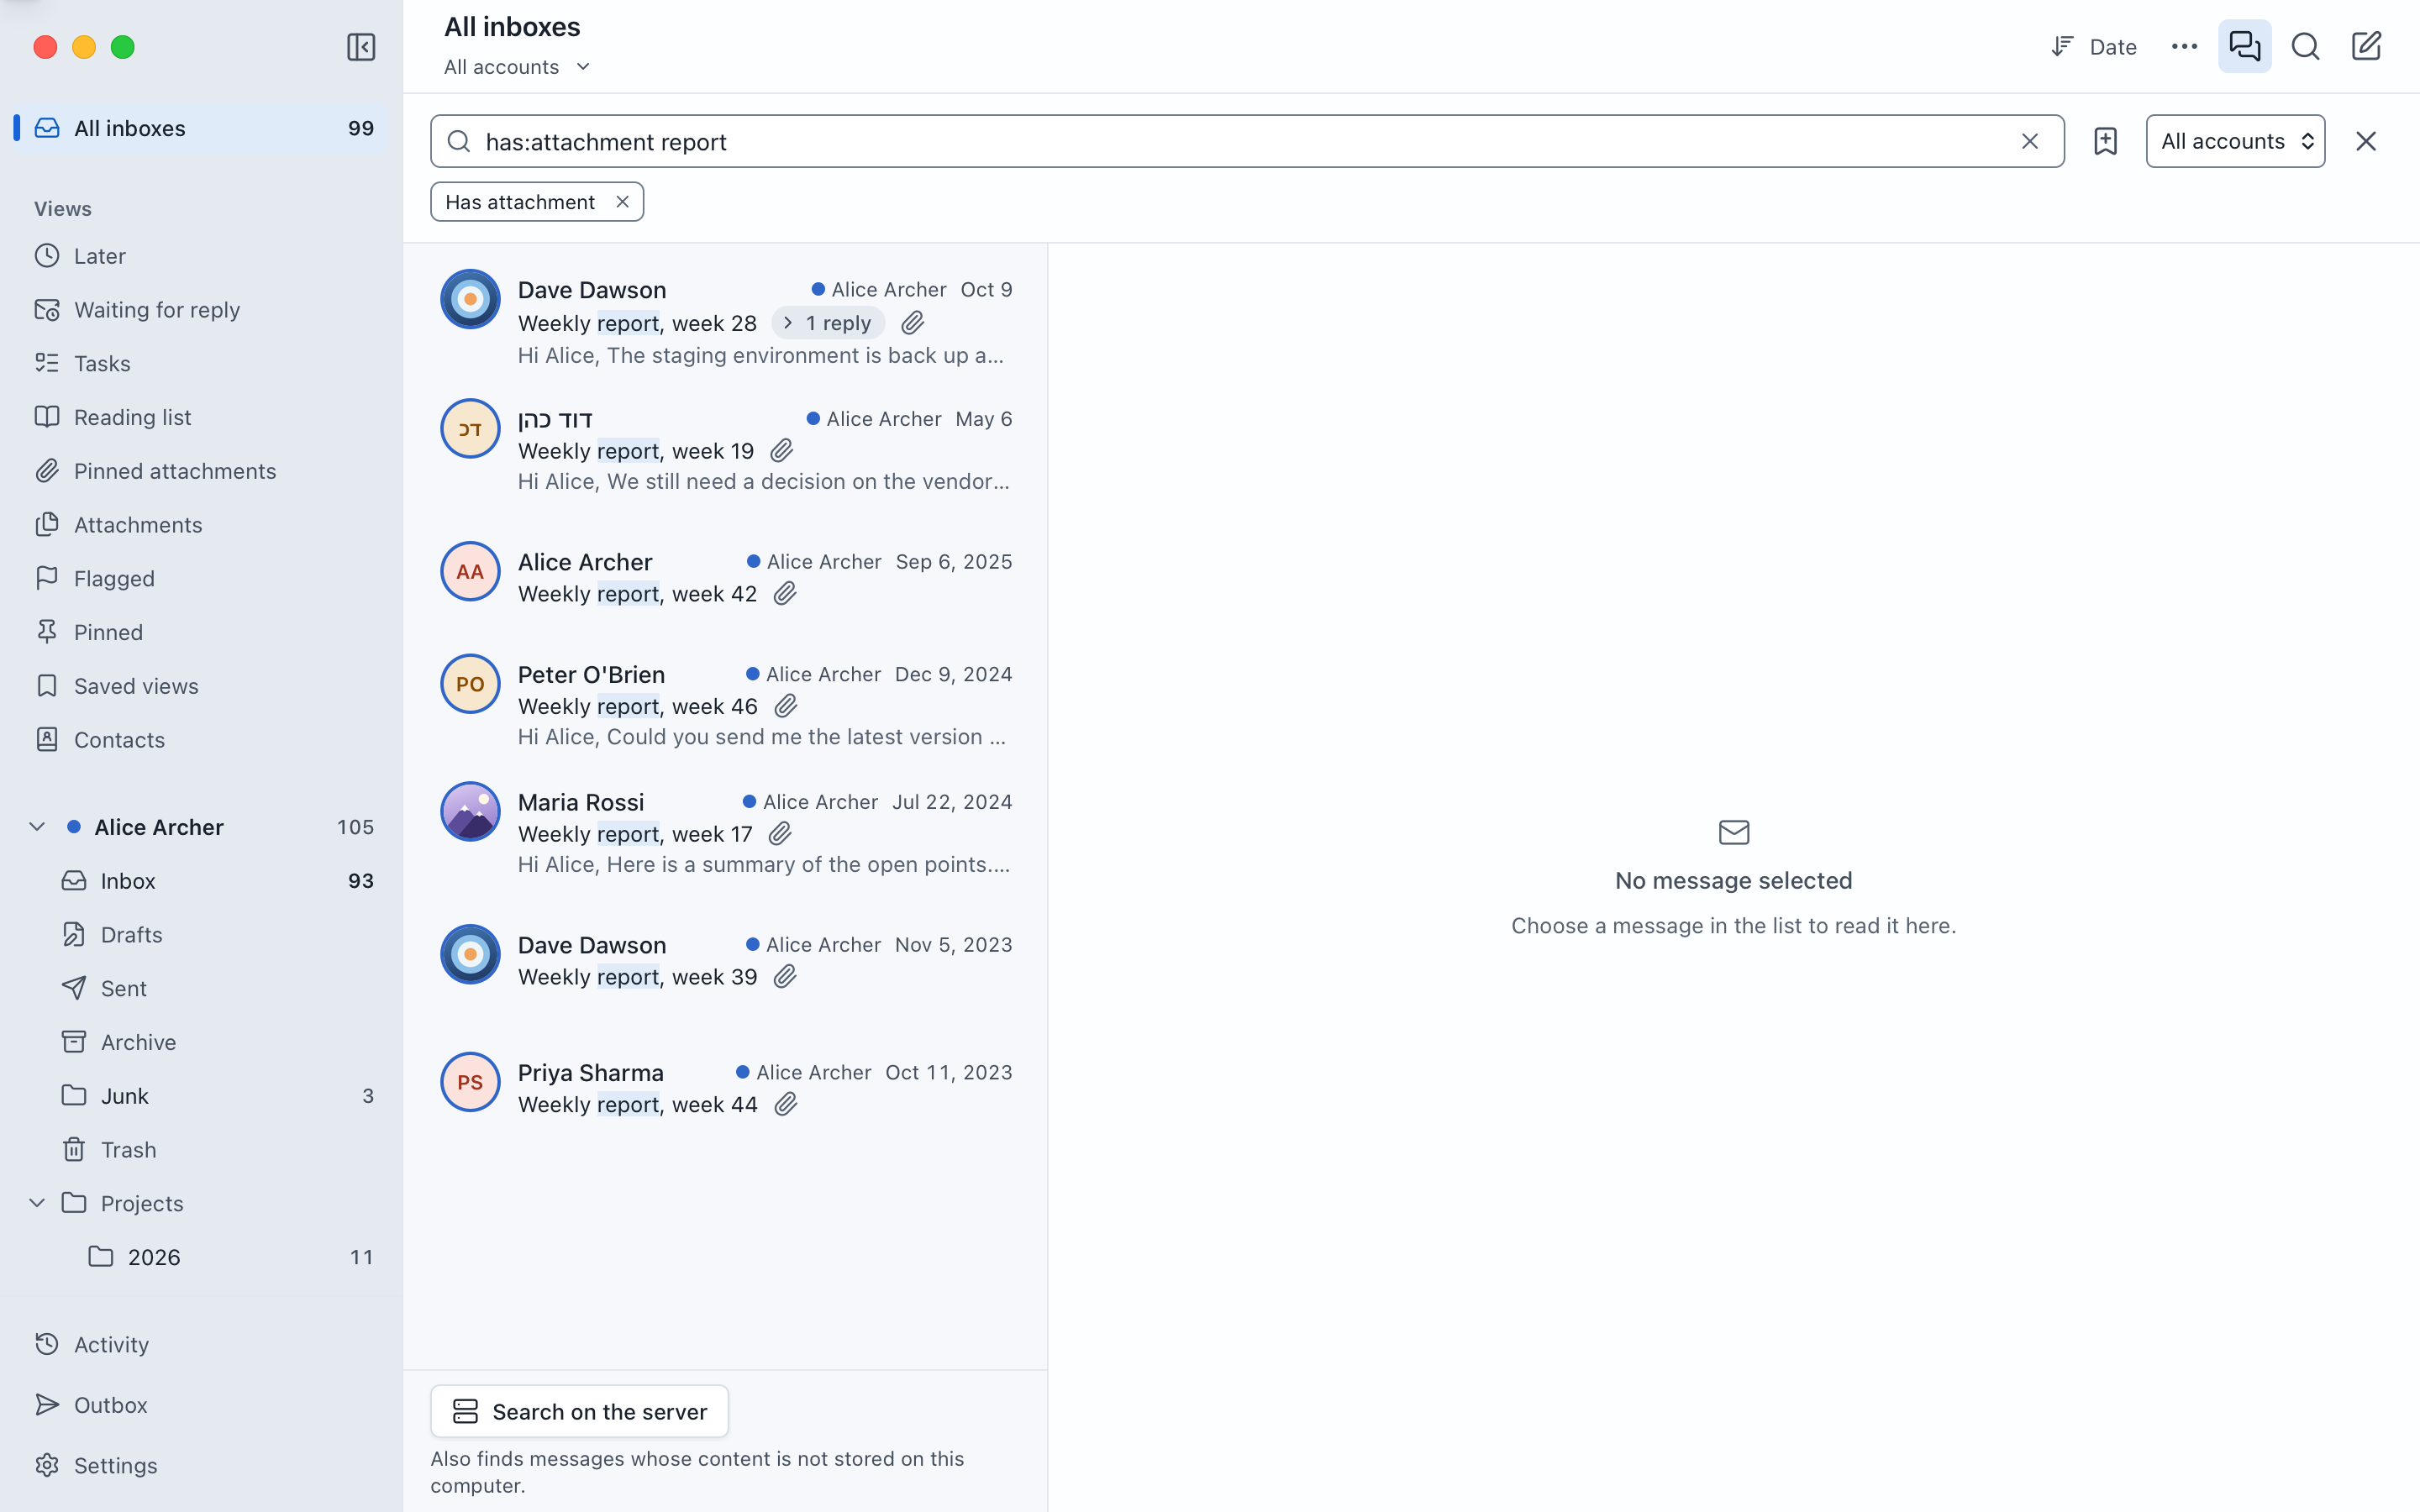 All inboxes 99
Views
Later
Waiting for reply
Tasks
Reading list
Pinned attachments
Attachments
Flagged
Pinned
Saved views
Contacts
Alice Archer 105
Inbox 93
Drafts
Sent
Archive
Junk 3
Trash
Projects
2026 11
Activity
Outbox
Settings
All inboxes
All accounts
Date
has:attachment report
All accounts
Has attachment
Dave Dawson Alice Archer Oct 9
Weekly report, week 28 1 reply
Hi Alice, The staging environment is back up a...
דכ
דוד כהן Alice Archer May 6
Weekly report, week 19
Hi Alice, We still need a decision on the vendor...
AA
Alice Archer Alice Archer Sep 6, 2025
Weekly report, week 42
PO
Peter O'Brien Alice Archer Dec 9, 2024
Weekly report, week 46
Hi Alice, Could you send me the latest version ...
Maria Rossi Alice Archer Jul 22, 2024
Weekly report, week 17
Hi Alice, Here is a summary of the open points....
Dave Dawson Alice Archer Nov 5, 2023
Weekly report, week 39
PS
Priya Sharma Alice Archer Oct 11, 2023
Weekly report, week 44
Search on the server
Also finds messages whose content is not stored on this
computer.
No message selected
Choose a message in the list to read it here.